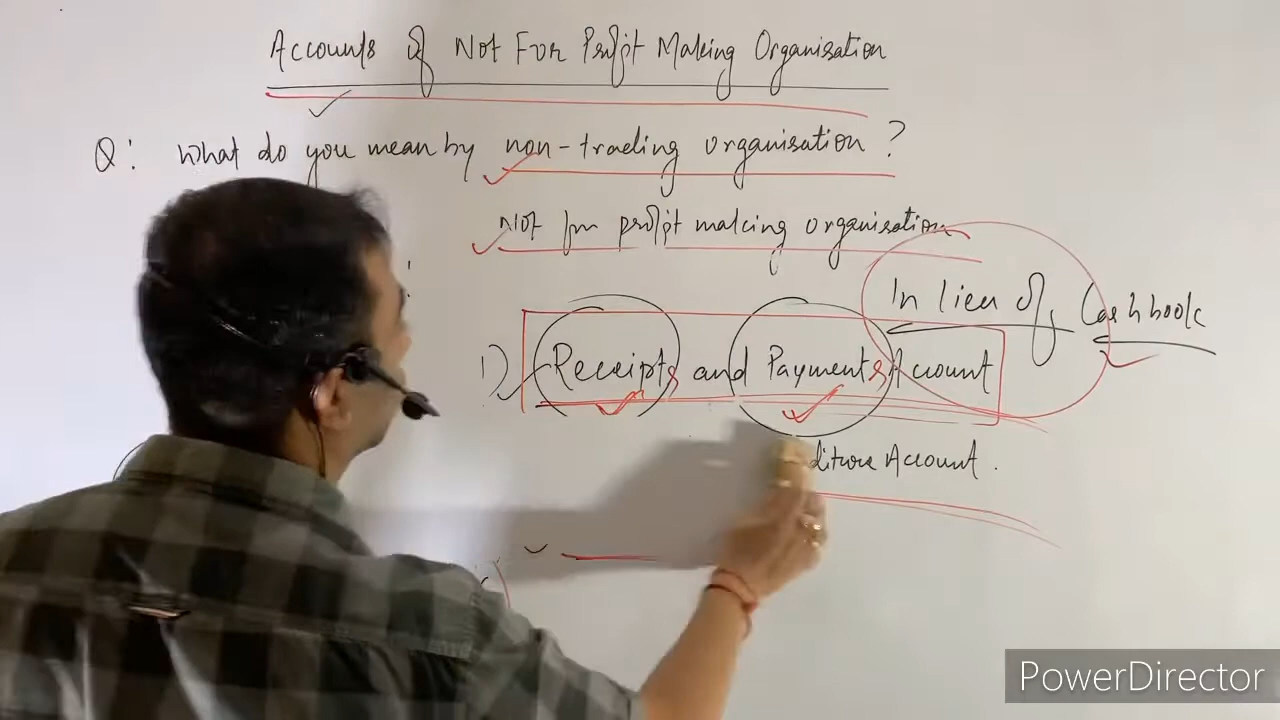 Accounts of Not For Profit Making Organisation
Q: What do you mean by non-trading organisation ?
Not for profit making organisation
In lieu of Cashbook
1) Receipts and Payments Account
diture Account .
PowerDirector